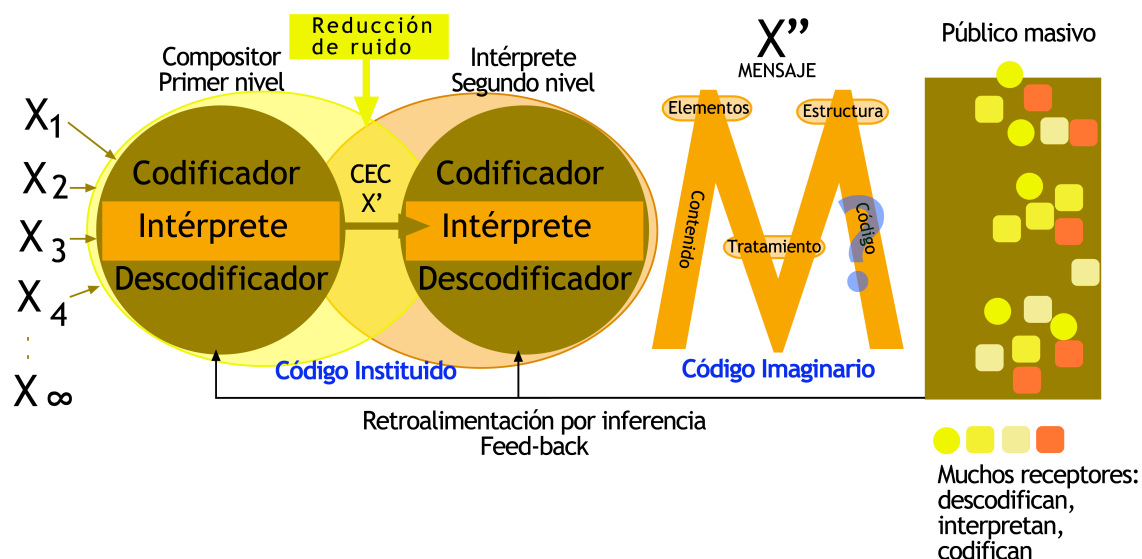 Reducción
de ruido
Compositor
Primer nivel
Intérprete
Segundo nivel
X”
MENSAJE
Público masivo
X1
X2
X3
X4
X∞
Codificador
Intérprete
Descodificador
CEC
X’
Codificador
Intérprete
Descodificador
Elementos
Estructura
Contenido
Tratamiento
Código
?
Código Instituido
Código Imaginario
Retroalimentación por inferencia
Feed-back
Muchos receptores:
descodifican,
interpretan,
codifican